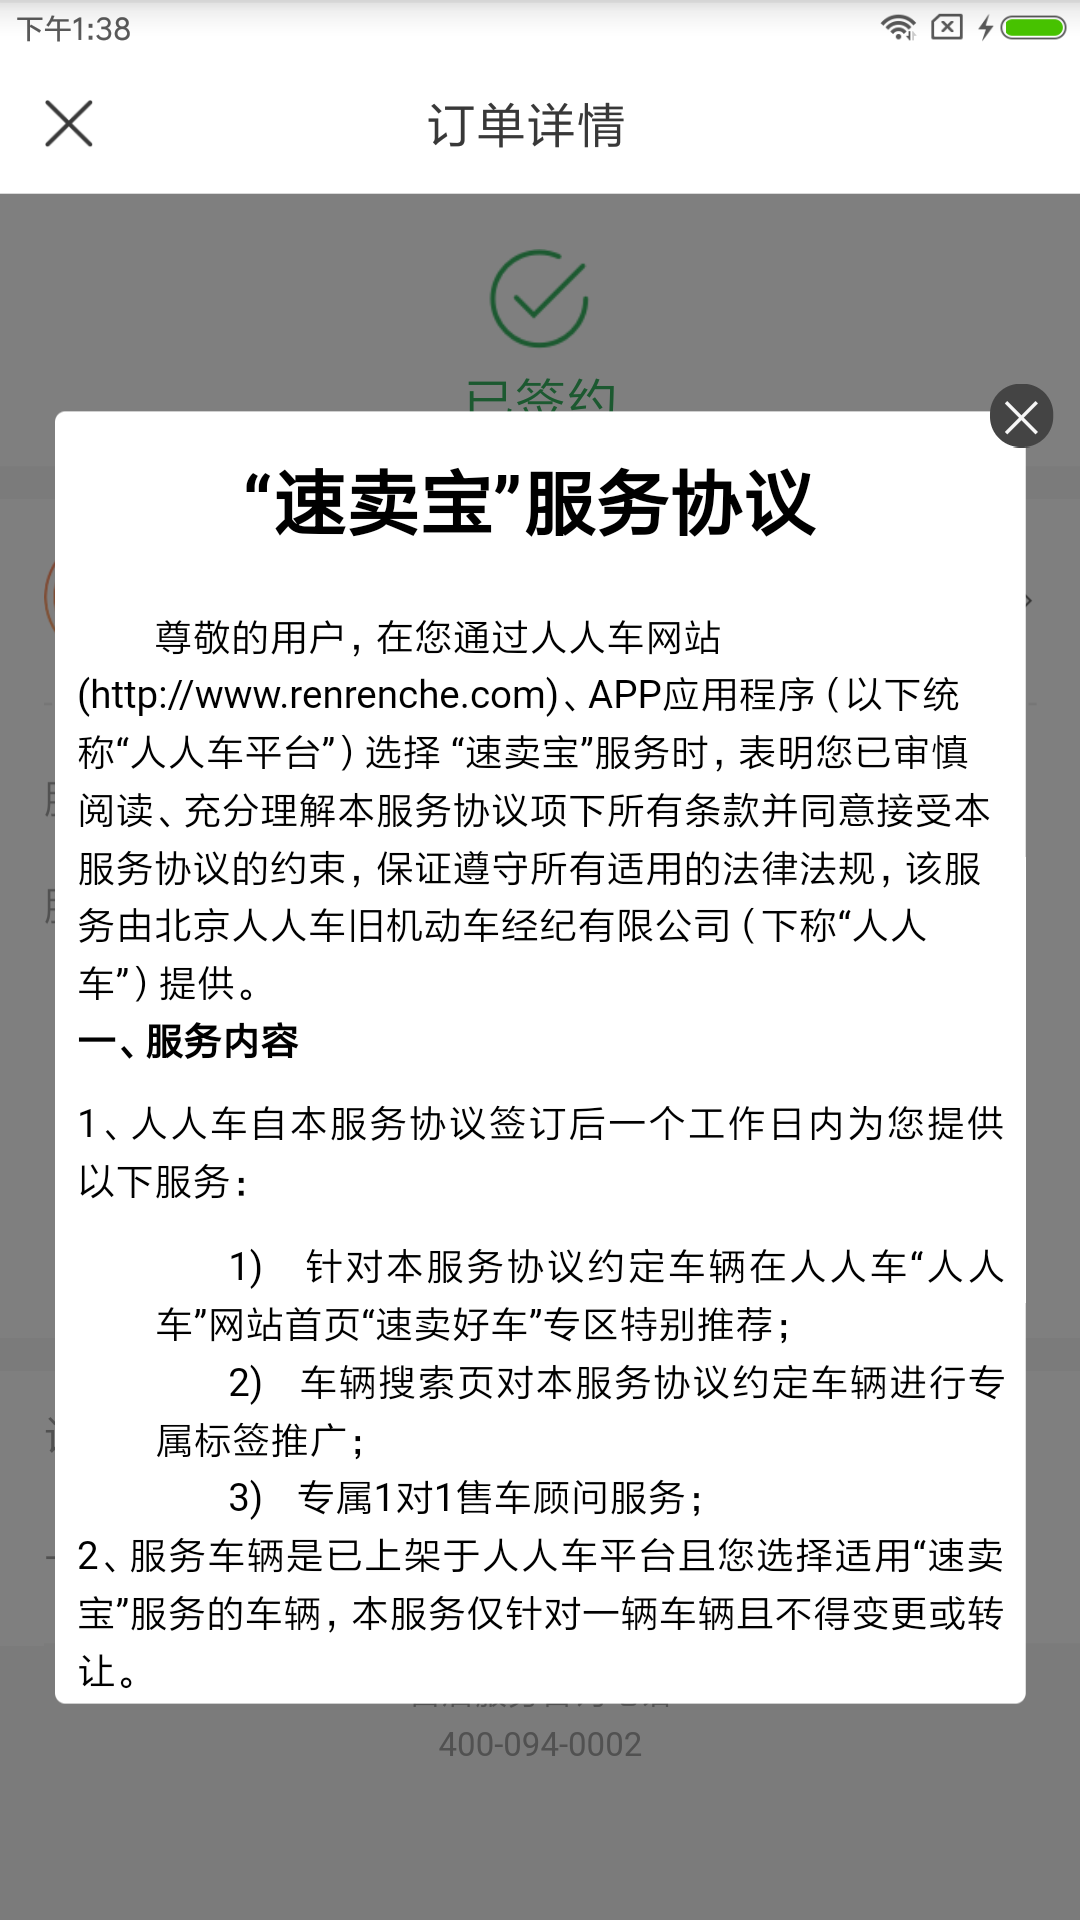 下午1:38
订单详情
已签约
“速卖宝”服务协议
尊敬的用户，在您通过人人车网站
(http://www.renrenche.com)、APP应用程序（以下统
称“人人车平台”）选择 “速卖宝”服务时，表明您已审慎
阅读、充分理解本服务协议项下所有条款并同意接受本
服务协议的约束，保证遵守所有适用的法律法规，该服
务由北京人人车旧机动车经纪有限公司（下称“人人
车”）提供。
一、服务内容
1、人人车自本服务协议签订后一个工作日内为您提供
以下服务：
1) 针对本服务协议约定车辆在人人车“人人
车”网站首页“速卖好车”专区特别推荐；
2) 车辆搜索页对本服务协议约定车辆进行专
属标签推广；
3) 专属1对1售车顾问服务；
2、服务车辆是已上架于人人车平台且您选择适用“速卖
宝”服务的车辆，本服务仅针对一辆车辆且不得变更或转
让。
400-094-0002